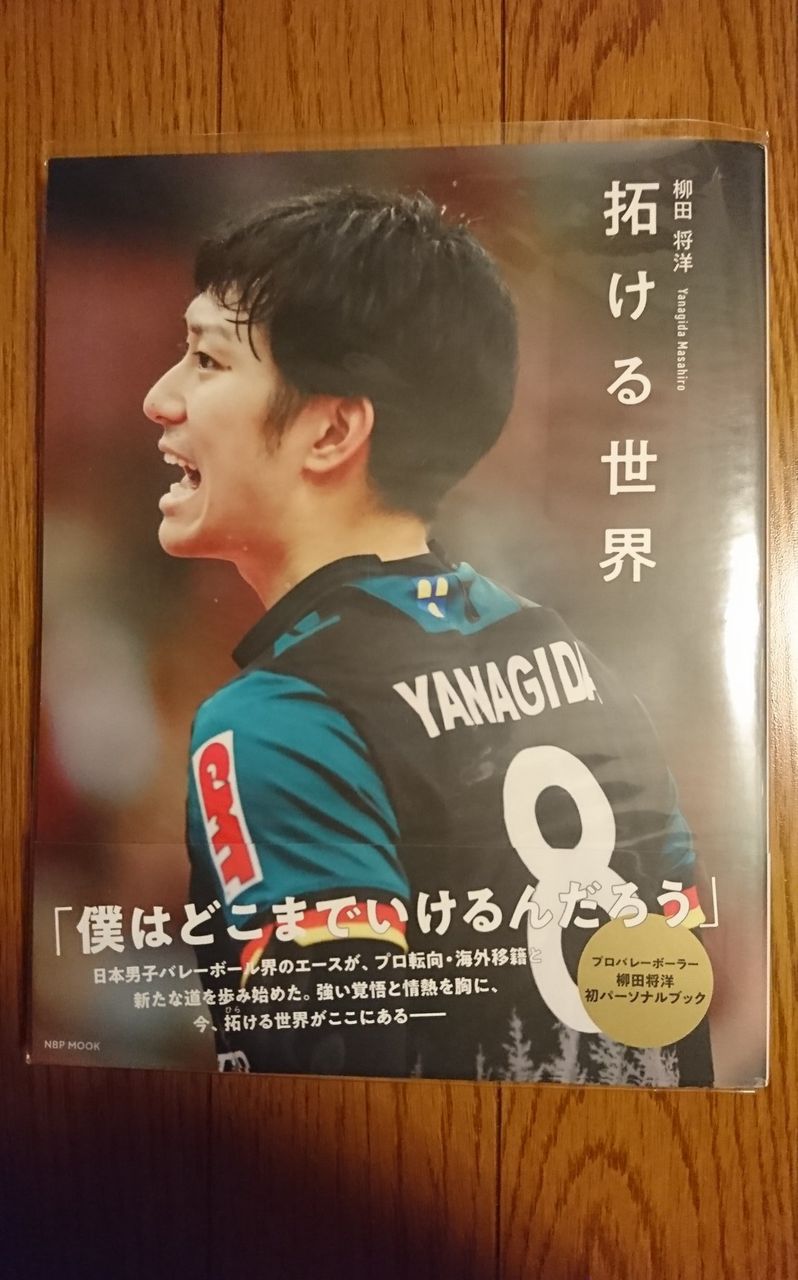 柳田 将洋 Yanagida Masahiro
拓ける世界
YANAGIDA
8
「僕はどこまでいけるんだろう」
日本男子バレーボール界のエースが、プロ転向・海外移籍と
新たな道を歩み始めた。強い覚悟と情熱を胸に、
今、拓ける世界がここにある――
ひら
プロバレーボーラー
柳田将洋
初パーソナルブック
NBP MOOK